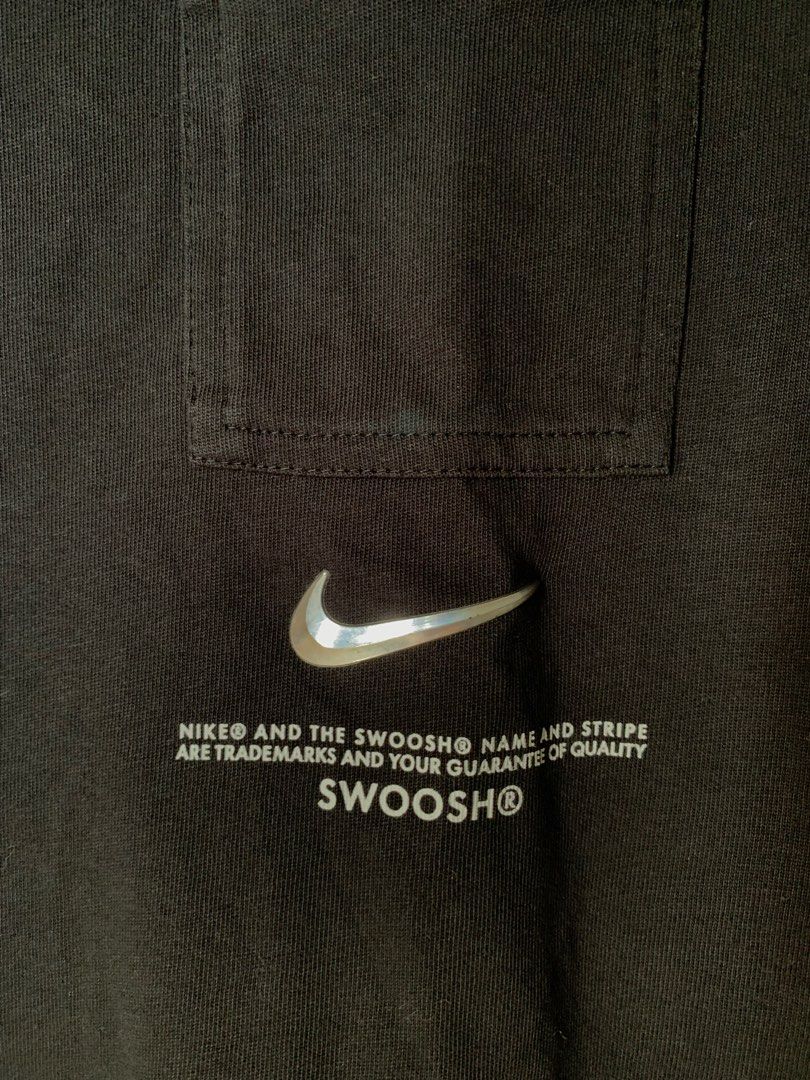 NIKE® AND THE SWOOSH® NAME AND STRIPE
ARE TRADEMARKS AND YOUR GUARANTEE OF QUALITY
SWOOSH®